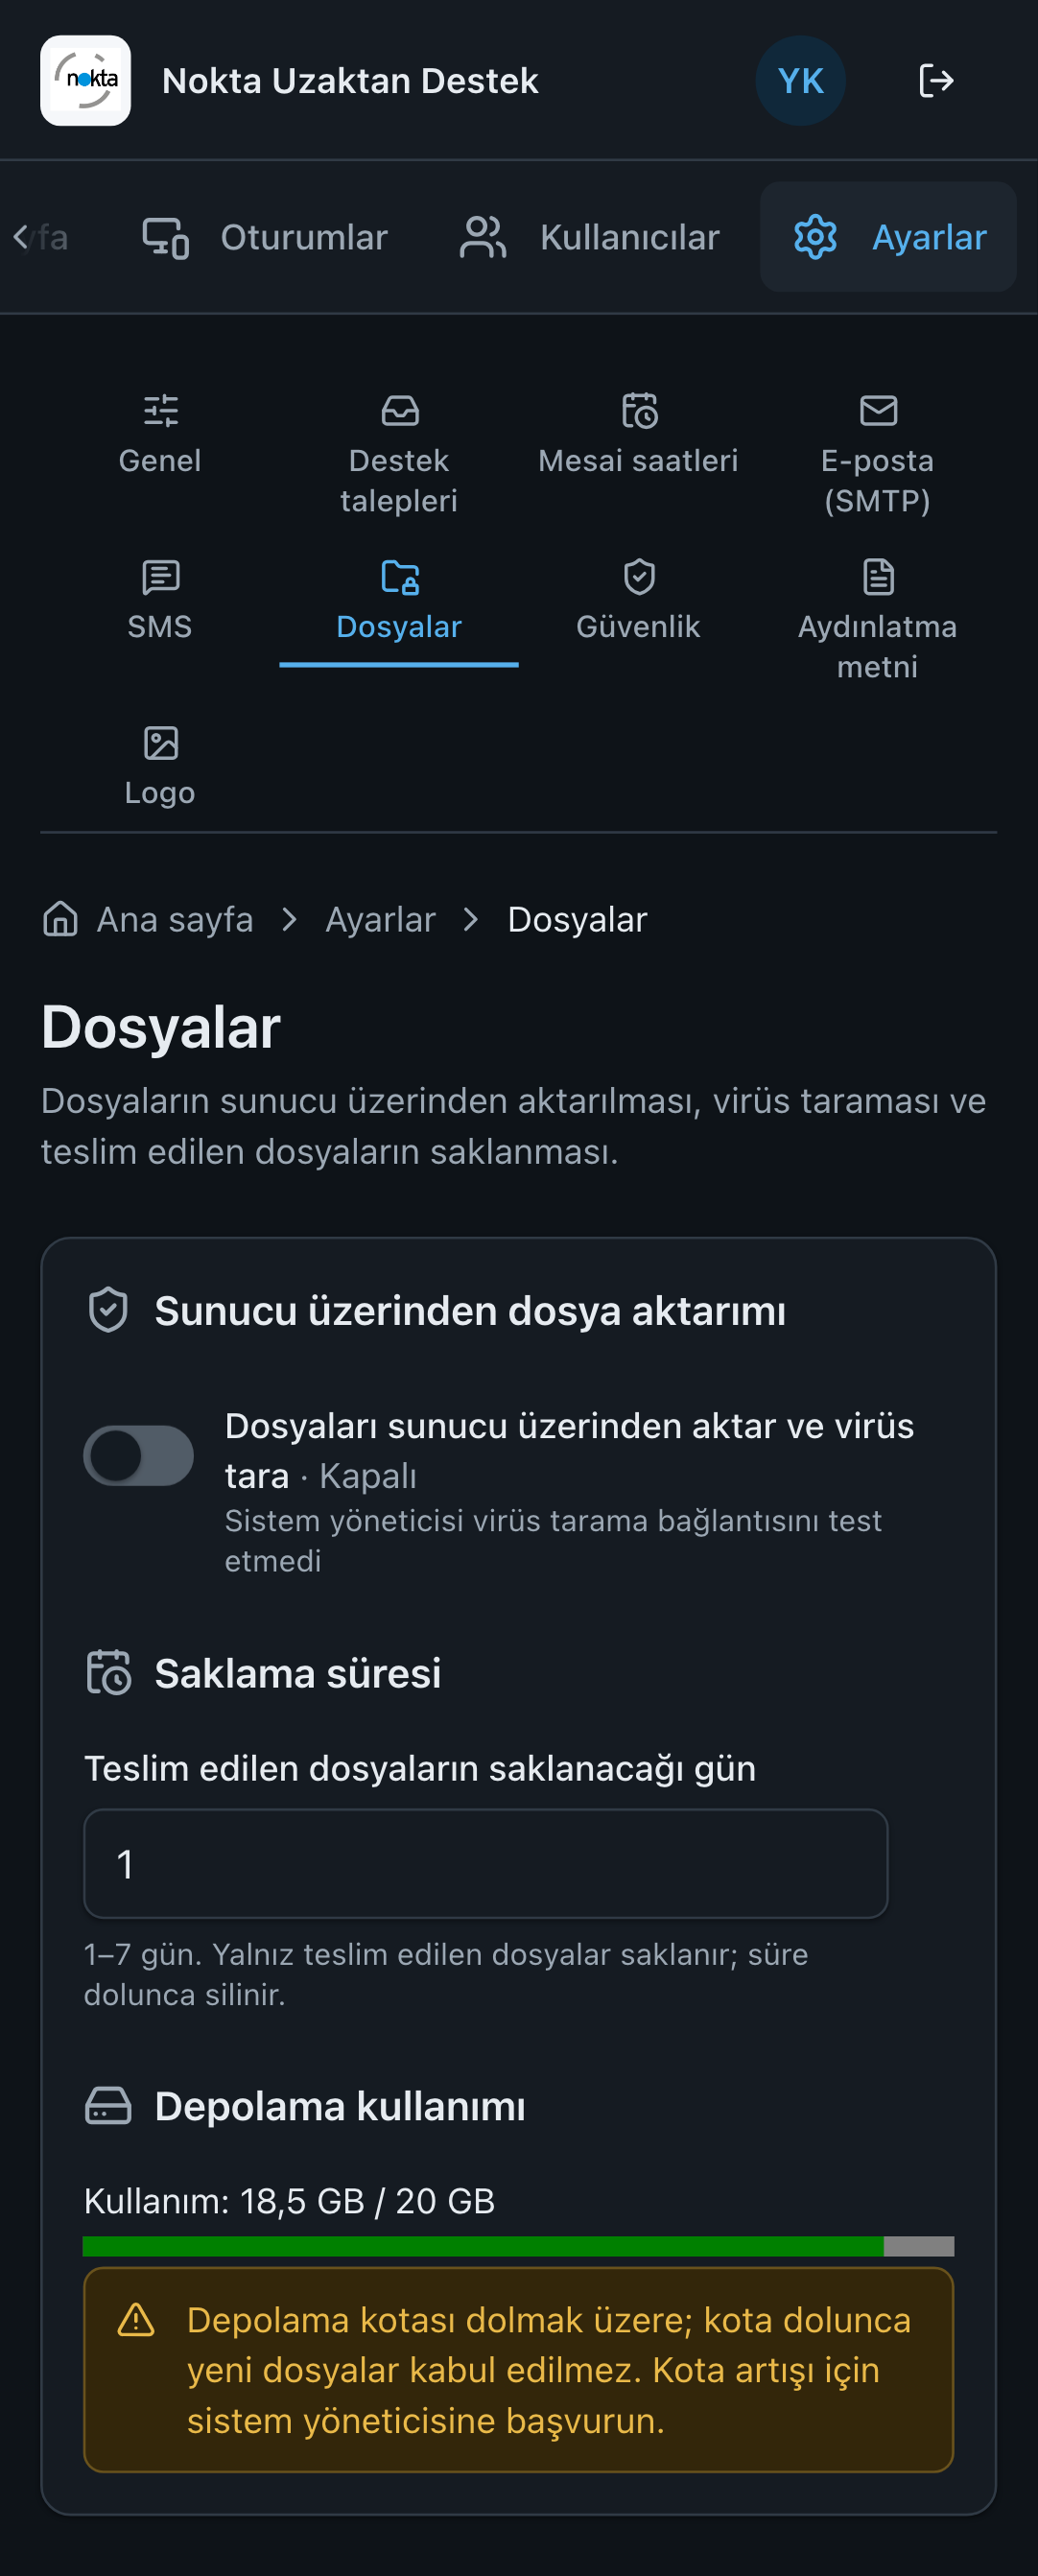 nokta
Nokta Uzaktan Destek
YK
yfa
Oturumlar
Kullanıcılar
Ayarlar
Genel
Destek
talepleri
Mesai saatleri
E-posta
(SMTP)
SMS
Dosyalar
Güvenlik
Aydınlatma
metni
Logo
Ana sayfa > Ayarlar > Dosyalar
Dosyalar
Dosyaların sunucu üzerinden aktarılması, virüs taraması ve
teslim edilen dosyaların saklanması.
Sunucu üzerinden dosya aktarımı
Dosyaları sunucu üzerinden aktar ve virüs
tara · Kapalı
Sistem yöneticisi virüs tarama bağlantısını test
etmedi
Saklama süresi
Teslim edilen dosyaların saklanacağı gün
1
1–7 gün. Yalnız teslim edilen dosyalar saklanır; süre
dolunca silinir.
Depolama kullanımı
Kullanım: 18,5 GB / 20 GB
Depolama kotası dolmak üzere; kota dolunca
yeni dosyalar kabul edilmez. Kota artışı için
sistem yöneticisine başvurun.